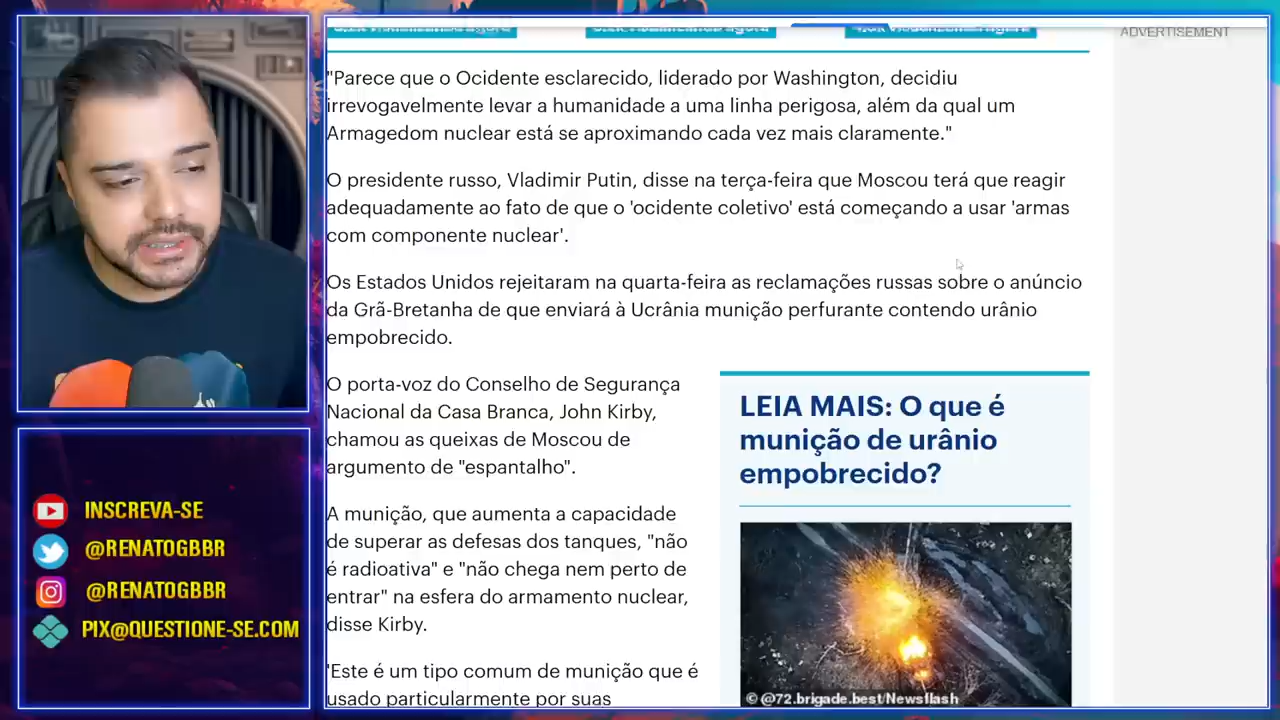 ADVERTISEMENT
"Parece que o Ocidente esclarecido, liderado por Washington, decidiu
irrevogavelmente levar a humanidade a uma linha perigosa, além da qual um
Armagedom nuclear está se aproximando cada vez mais claramente."
O presidente russo, Vladimir Putin, disse na terça-feira que Moscou terá que reagir
adequadamente ao fato de que o 'ocidente coletivo' está começando a usar 'armas
com componente nuclear'.
Os Estados Unidos rejeitaram na quarta-feira as reclamações russas sobre o anúncio
da Grã-Bretanha de que enviará à Ucrânia munição perfurante contendo urânio
empobrecido.
O porta-voz do Conselho de Segurança
Nacional da Casa Branca, John Kirby,
chamou as queixas de Moscou de
argumento de "espantalho".
A munição, que aumenta a capacidade
de superar as defesas dos tanques, "não
é radioativa" e "não chega nem perto de
entrar" na esfera do armamento nuclear,
disse Kirby.
'Este é um tipo comum de munição que é
usado particularmente por suas
LEIA MAIS: O que é
munição de urânio
empobrecido?
© @72.brigade.best/Newsflash
INSCREVA-SE
@RENATOGBBR
@RENATOGBBR
PIX@QUESTIONE-SE.COM